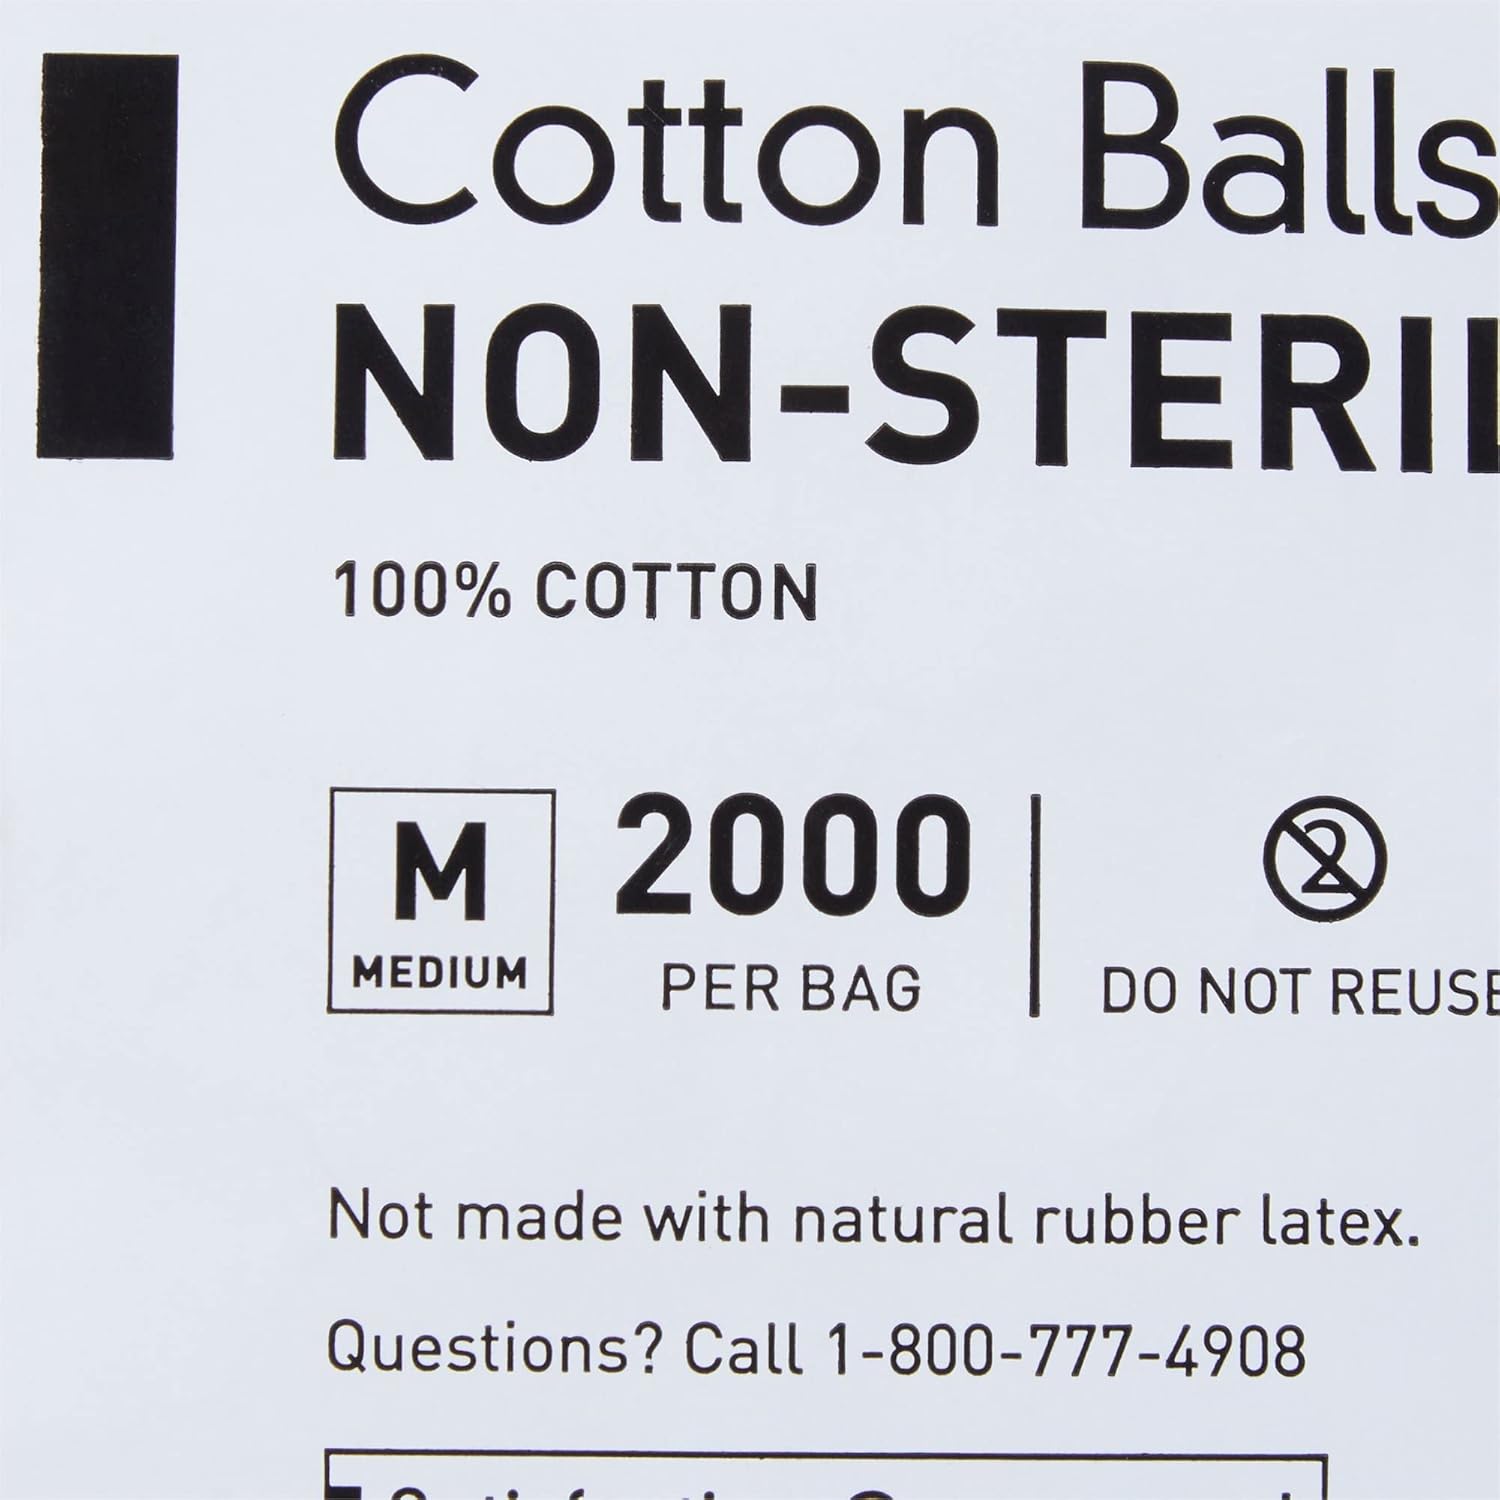 Cotton Balls
NON-STERIL
100% COTTON
M
MEDIUM
2000
PER BAG
2
DO NOT REUSE
Not made with natural rubber latex.
Questions? Call 1-800-777-4908